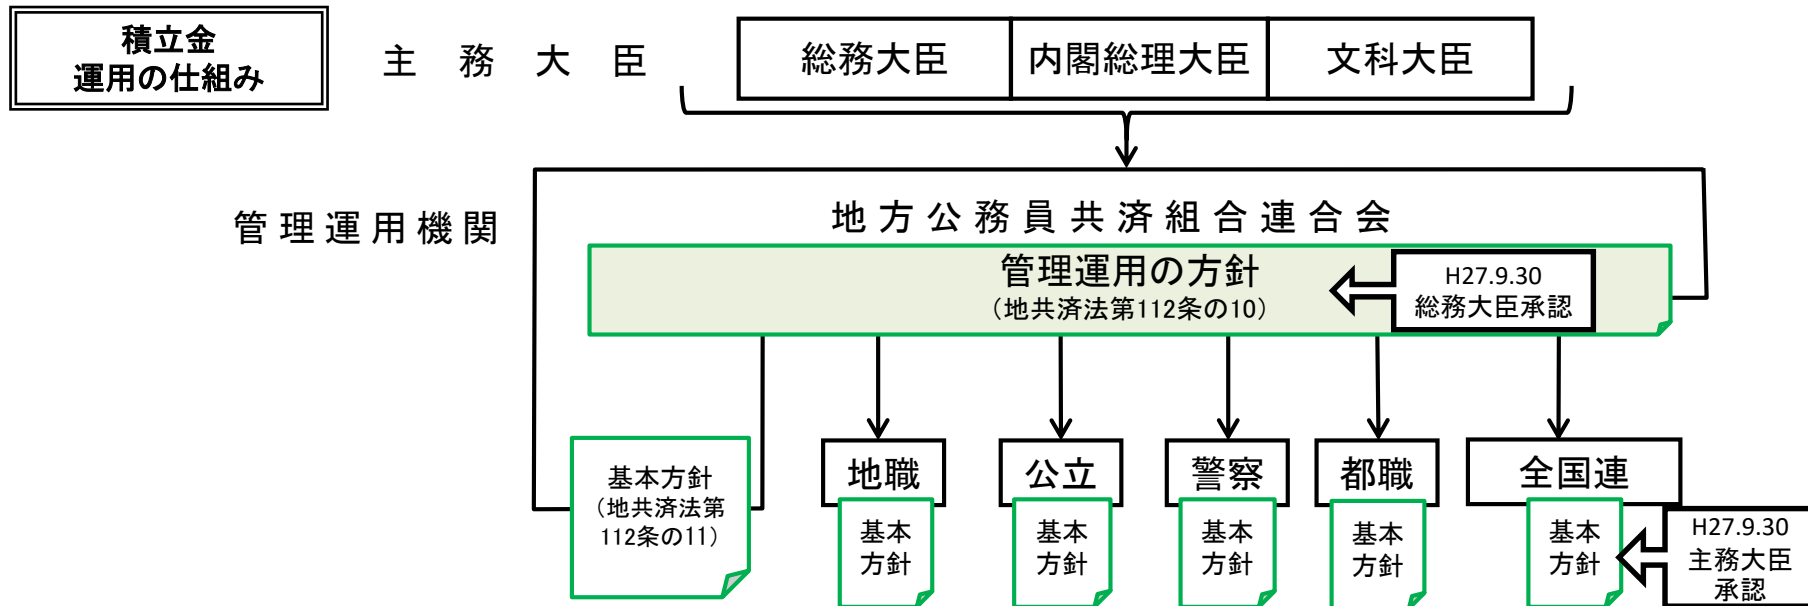 積立金
運用の仕組み
主務大臣
総務大臣
内閣総理大臣
文科大臣
管理運用機関
地方公務員共済組合連合会
管理運用の方針
（地共済法第112条の10）
H27.9.30
総務大臣承認
基本方針
（地共済法第
112条の11）
地職
公立
警察
都職
全国連
基本
方針
基本
方針
基本
方針
基本
方針
基本
方針
H27.9.30
主務大臣
承認